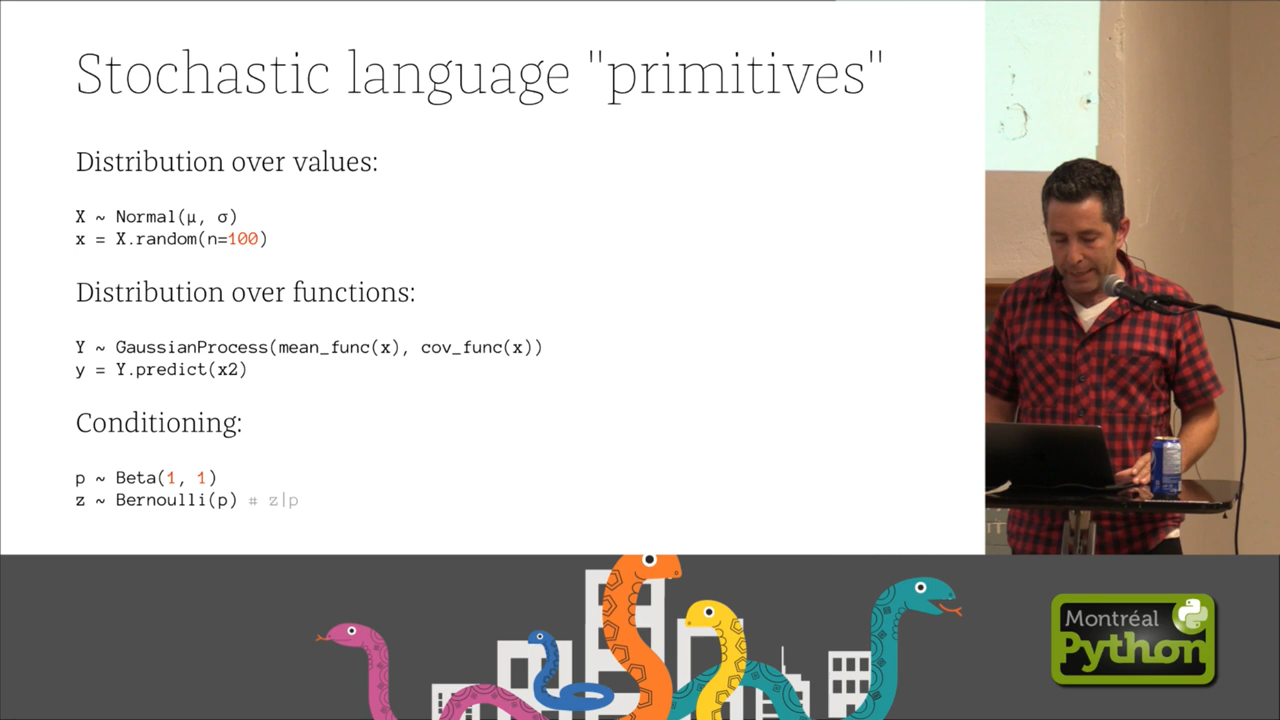 Stochastic language "primitives"
Distribution over values:
X ~ Normal(μ, σ)
x = X.random(n=100)
Distribution over functions:
Y ~ GaussianProcess(mean_func(x), cov_func(x))
y = Y.predict(x2)
Conditioning:
p ~ Beta(1, 1)
z ~ Bernoulli(p) # z|p
Montréal
Python